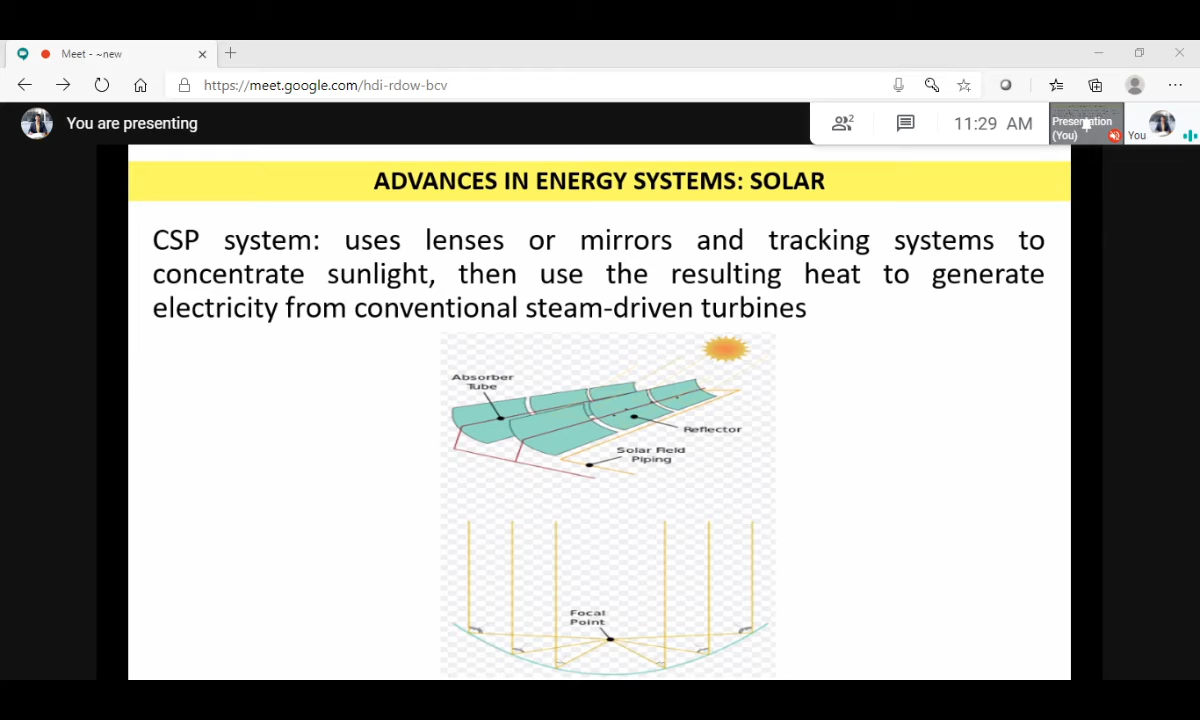 Meet - ~new
https://meet.google.com/hdi-rdow-bcv
You are presenting
2
11:29 AM
Presentation
(You)
You
ADVANCES IN ENERGY SYSTEMS: SOLAR
CSP system: uses lenses or mirrors and tracking systems to
concentrate sunlight, then use the resulting heat to generate
electricity from conventional steam-driven turbines
Absorber
Tube
Reflector
Solar Field
Piping
Focal
Point